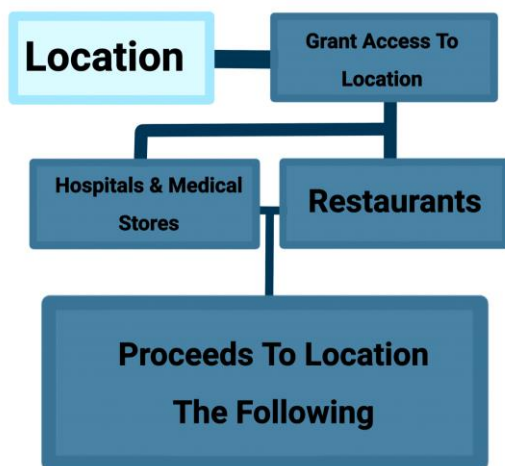 Location
Grant Access To
Location
Hospitals & Medical
Stores
Restaurants
Proceeds To Location
The Following